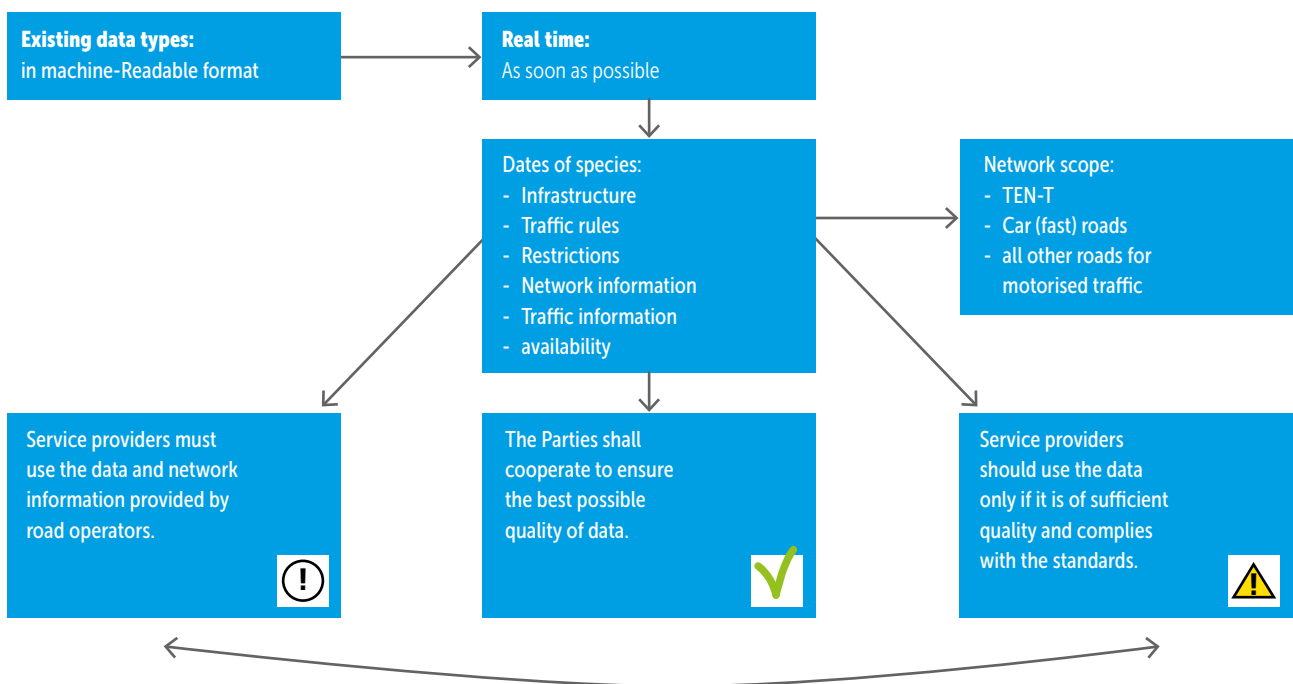 Existing data types:
in machine-Readable format
Real time:
As soon as possible
Dates of species:
- Infrastructure
- Traffic rules
- Restrictions
- Network information
- Traffic information
- availability
Network scope:
- TEN-T
- Car (fast) roads
- all other roads for
motorised traffic
Service providers must
use the data and network
information provided by
road operators.
!
The Parties shall
cooperate to ensure
the best possible
quality of data.
Service providers
should use the data
only if it is of sufficient
quality and complies
with the standards.
!